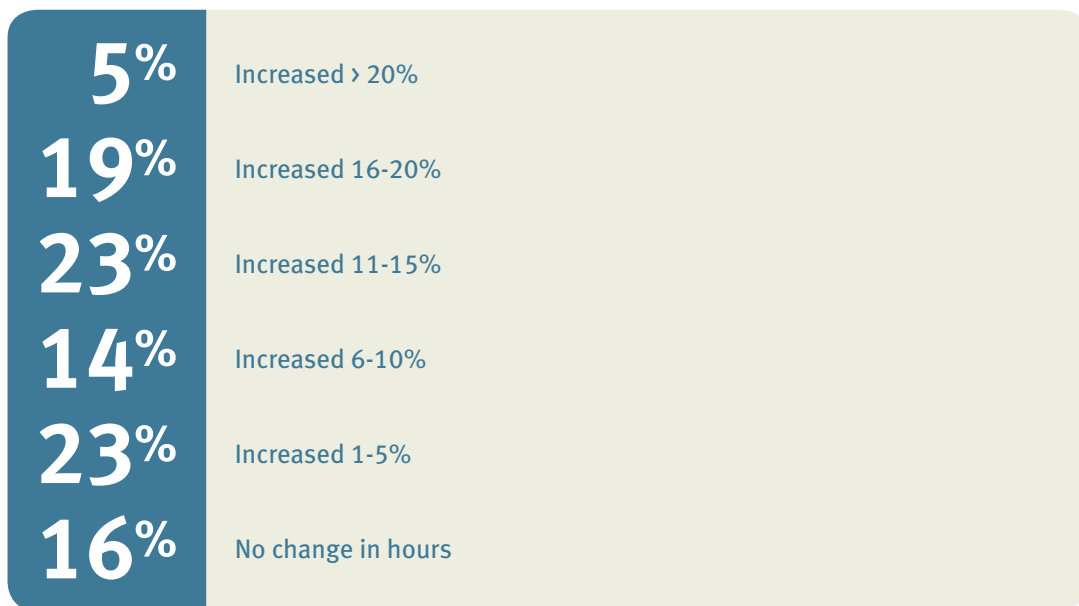 5% Increased > 20%
19% Increased 16-20%
23% Increased 11-15%
14% Increased 6-10%
23% Increased 1-5%
16% No change in hours